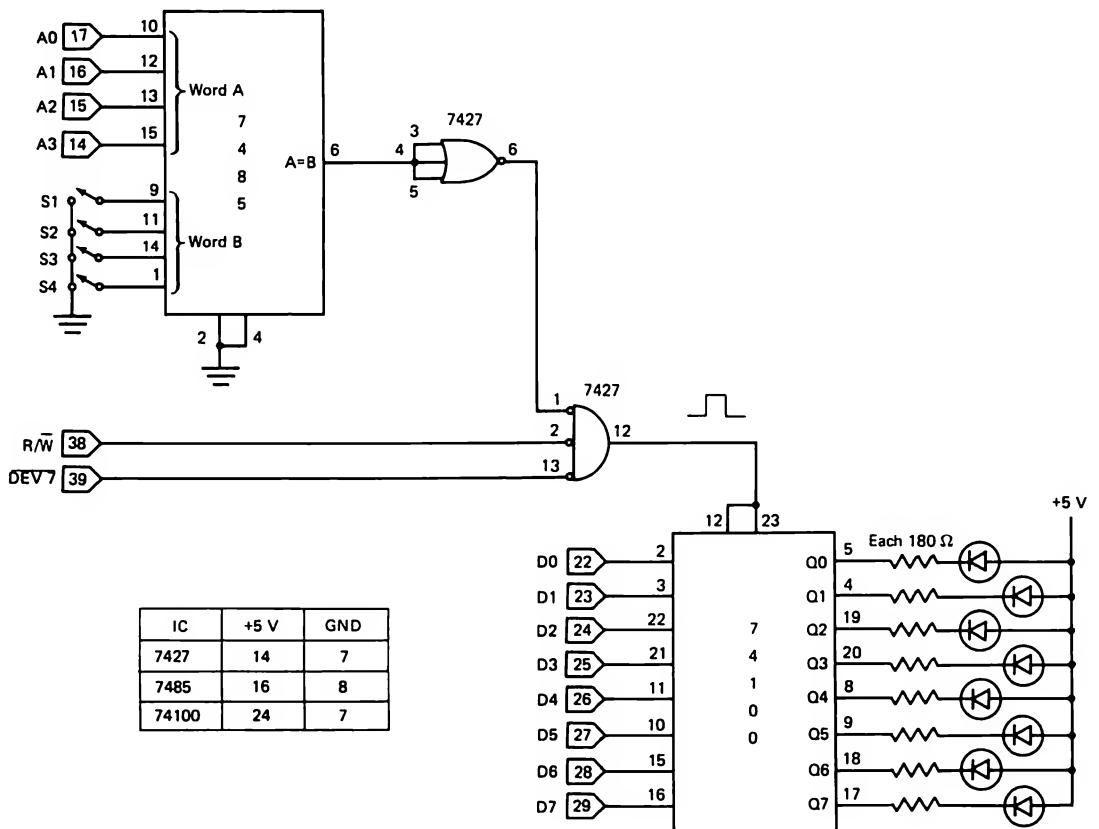 A0 17 10
A1 16 12
A2 15 13
A3 14 15
Word A
7
4
8
5
A=B 6
7427
3
4
5
6
S1 9
S2 11
S3 14
S4 1
Word B
2 4
7427
1
2
13
12
R/W̅ 38
D̅E̅V̅ ̅7̅ 39
+5 V
12 23
Each 180 Ω
D0 22 2
D1 23 3
D2 24 22
D3 25 21
D4 26 11
D5 27 10
D6 28 15
D7 29 16
7
4
1
0
0
Q0 5
Q1 4
Q2 19
Q3 20
Q4 8
Q5 9
Q6 18
Q7 17
IC +5 V GND
7427 14 7
7485 16 8
74100 24 7